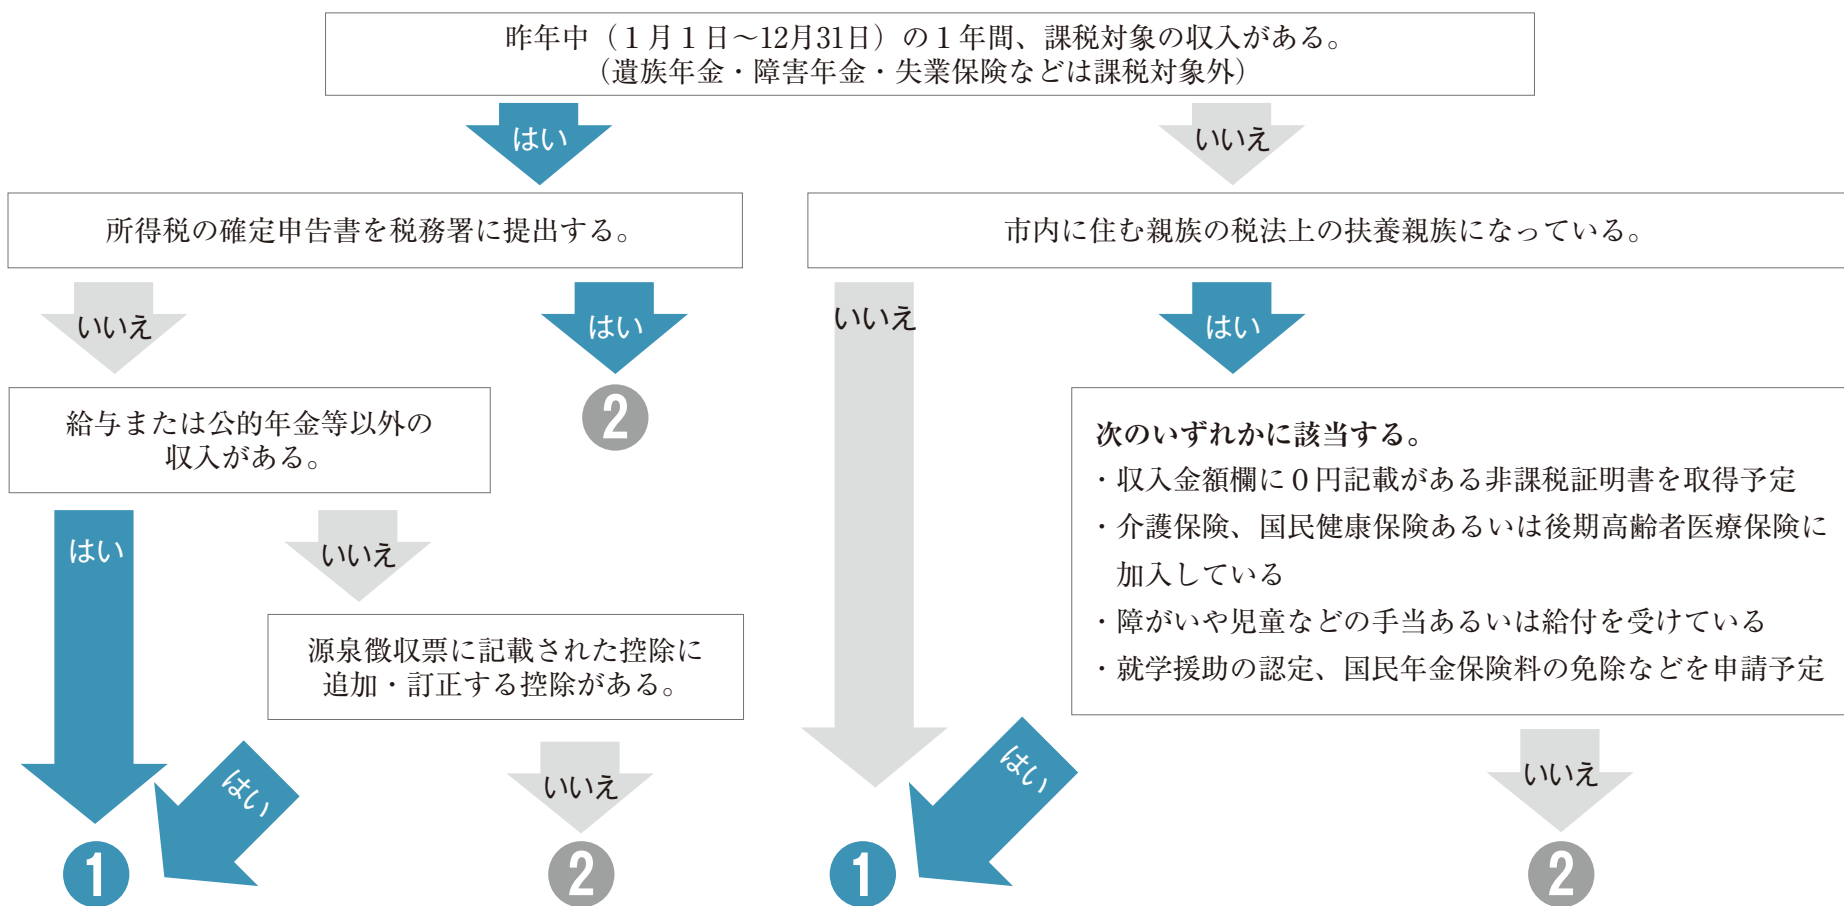 昨年中（１月１日～12月31日）の１年間、課税対象の収入がある。
（遺族年金・障害年金・失業保険などは課税対象外）
はい
いいえ
所得税の確定申告書を税務署に提出する。
市内に住む親族の税法上の扶養親族になっている。
いいえ
はい
いいえ
はい
2
給与または公的年金等以外の
収入がある。
次のいずれかに該当する。
・収入金額欄に０円記載がある非課税証明書を取得予定
・介護保険、国民健康保険あるいは後期高齢者医療保険に
加入している
・障がいや児童などの手当あるいは給付を受けている
・就学援助の認定、国民年金保険料の免除などを申請予定
はい
いいえ
源泉徴収票に記載された控除に
追加・訂正する控除がある。
はい
いいえ
はい
いいえ
1
2
1
2